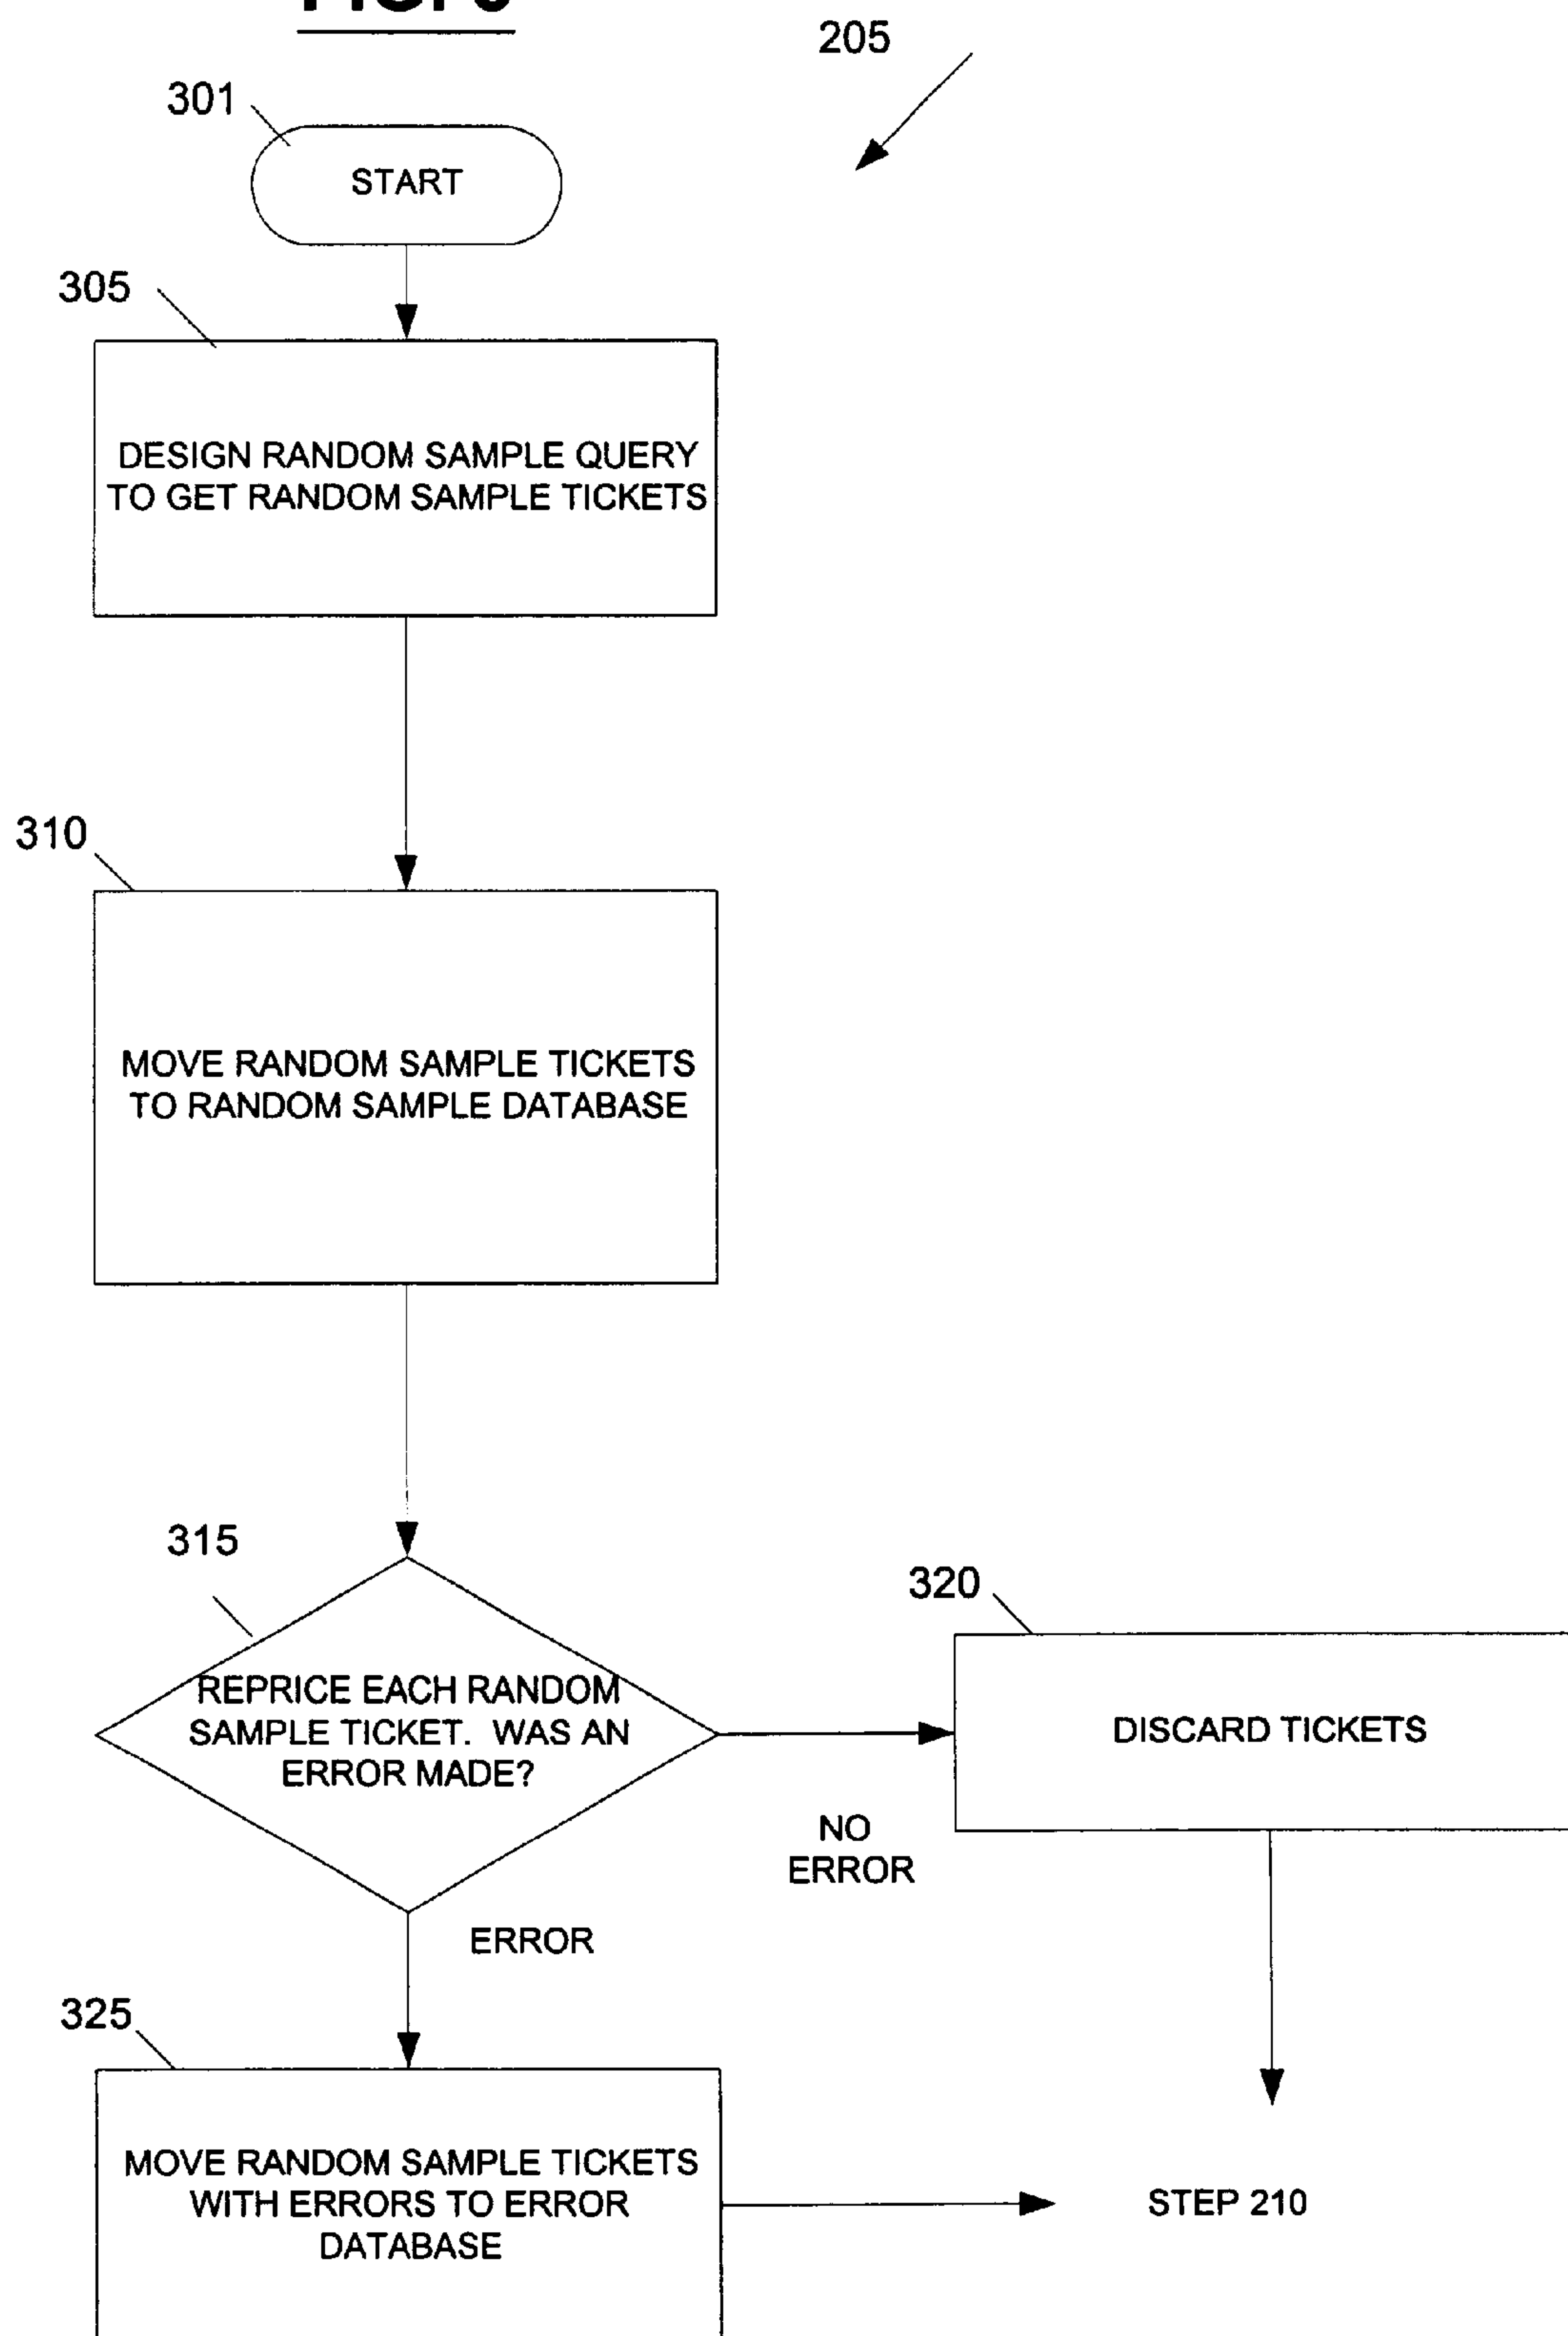 205
301
START
305
DESIGN RANDOM SAMPLE QUERY
TO GET RANDOM SAMPLE TICKETS
310
MOVE RANDOM SAMPLE TICKETS
TO RANDOM SAMPLE DATABASE
315
REPRICE EACH RANDOM
SAMPLE TICKET. WAS AN
ERROR MADE?
320
DISCARD TICKETS
NO
ERROR
ERROR
325
MOVE RANDOM SAMPLE TICKETS
WITH ERRORS TO ERROR
DATABASE
STEP 210